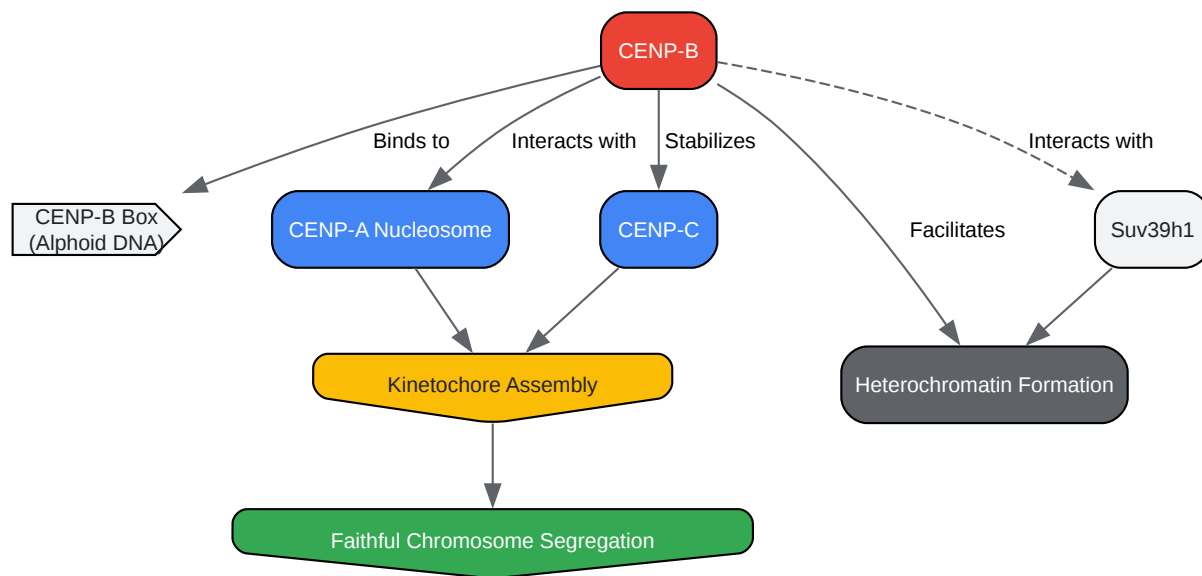 CENP-B
Binds to
Interacts with
Stabilizes
Interacts with
CENP-B Box
(Alphoid DNA)
CENP-A Nucleosome
CENP-C
Facilitates
Suv39h1
Kinetochore Assembly
Heterochromatin Formation
Faithful Chromosome Segregation